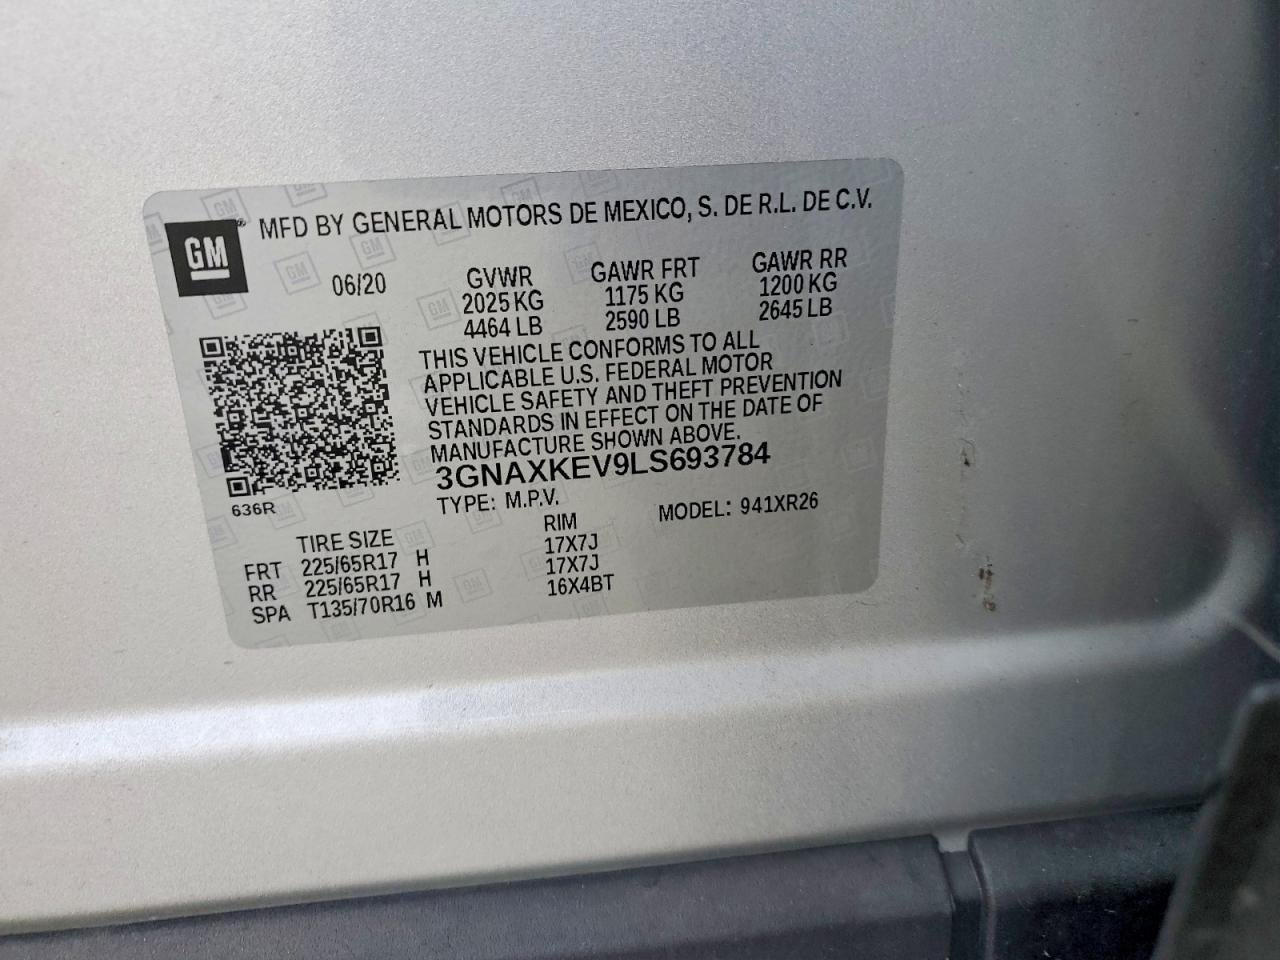 GM
® MFD BY GENERAL MOTORS DE MEXICO, S. DE R.L. DE C.V.
06/20
GVWR
2025 KG
4464 LB
GAWR FRT
1175 KG
2590 LB
GAWR RR
1200 KG
2645 LB
THIS VEHICLE CONFORMS TO ALL
APPLICABLE U.S. FEDERAL MOTOR
VEHICLE SAFETY AND THEFT PREVENTION
STANDARDS IN EFFECT ON THE DATE OF
MANUFACTURE SHOWN ABOVE.
3GNAXKEV9LS693784
636R
TYPE: M.P.V.
MODEL: 941XR26
TIRE SIZE RIM
FRT 225/65R17 H 17X7J
RR 225/65R17 H 17X7J
SPA T135/70R16 M 16X4BT